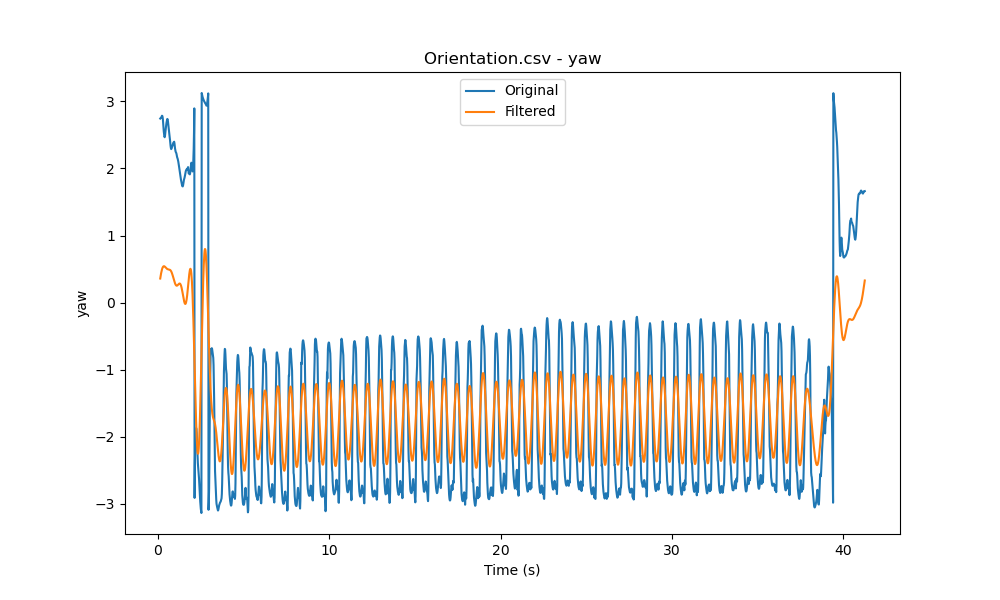 Orientation.csv - yaw
Original
Filtered
yaw
3
2
1
0
−1
−2
−3
0 10 20 30 40
Time (s)